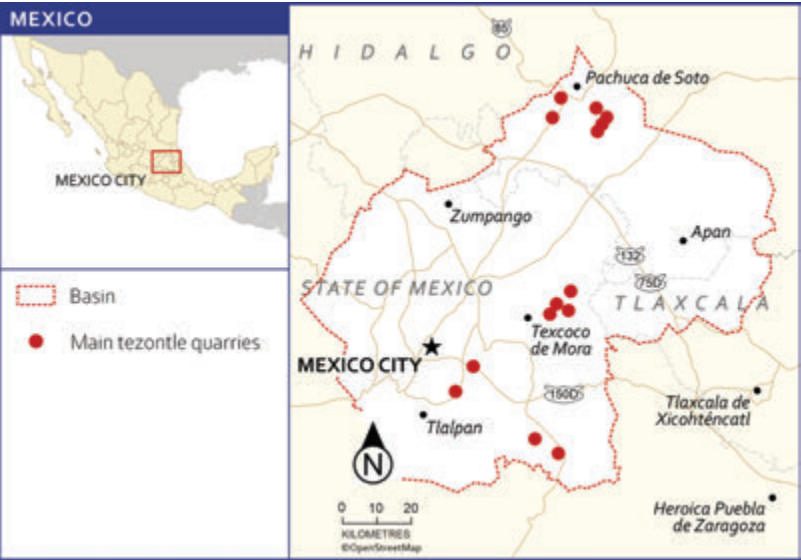 MEXICO
MEXICO CITY
Basin
Main tezontle quarries
85
HIDALGO
Pachuca de Soto
Zumpango
Apan
132
75D
STATE OF MEXICO
TLAXCALA
Texcoco
de Mora
MEXICO CITY
150D
Tlaxcala de
Xicohténcatl
Tlalpan
N
0 10 20
KILOMETRES
©OpenStreetMap
Heroica Puebla
de Zaragoza